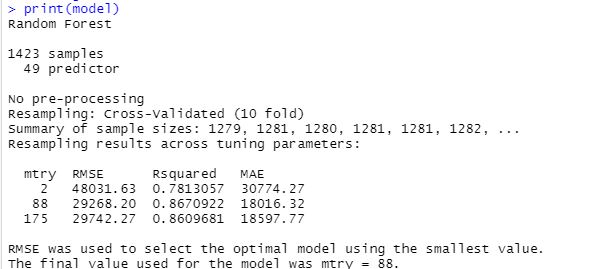 > print(model)
Random Forest
1423 samples
49 predictor
No pre-processing
Resampling: Cross-Validated (10 fold)
Summary of sample sizes: 1279, 1281, 1280, 1281, 1281, 1282, ...
Resampling results across tuning parameters:
mtry RMSE Rsquared MAE
2 48031.63 0.7813057 30774.27
88 29268.20 0.8670922 18016.32
175 29742.27 0.8609681 18597.77
RMSE was used to select the optimal model using the smallest value.
The final value used for the model was mtry = 88.